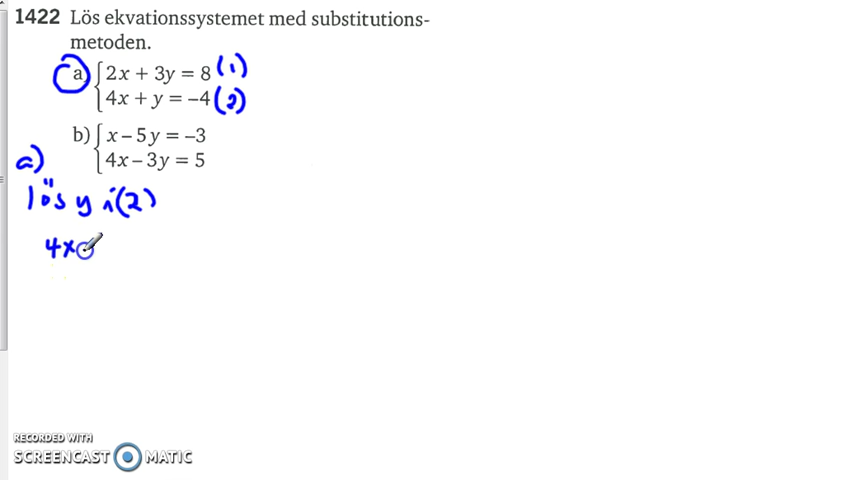 1422 Lös ekvationssystemet med substitutions-
metoden.
a) 2x + 3y = 8 (1)
4x + y = −4 (2)
b) x − 5y = −3
4x − 3y = 5
a)
lös y i (2)
4x
RECORDED WITH
SCREENCAST MATIC